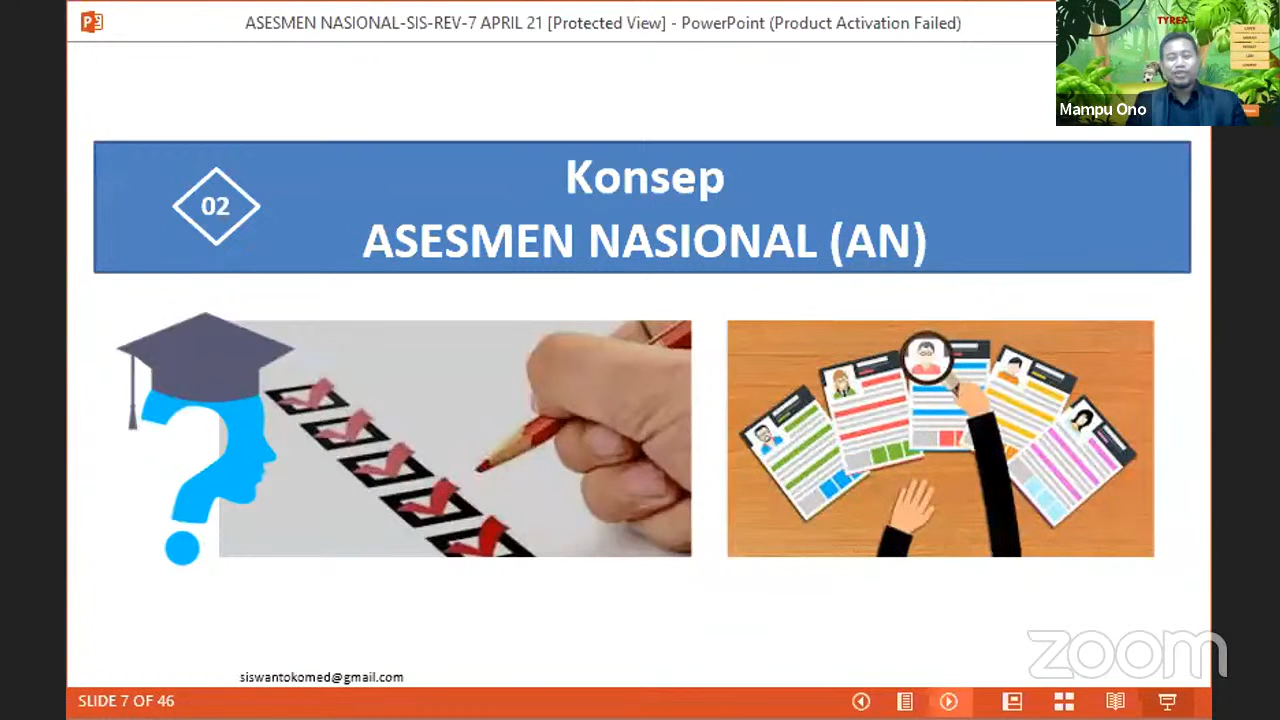 ASESMEN NASIONAL-SIS-REV-7 APRIL 21 [Protected View] - PowerPoint (Product Activation Failed)
TYREX
Mampu Ono
02
Konsep
ASESMEN NASIONAL (AN)
zoom
siswantokomed@gmail.com
SLIDE 7 OF 46